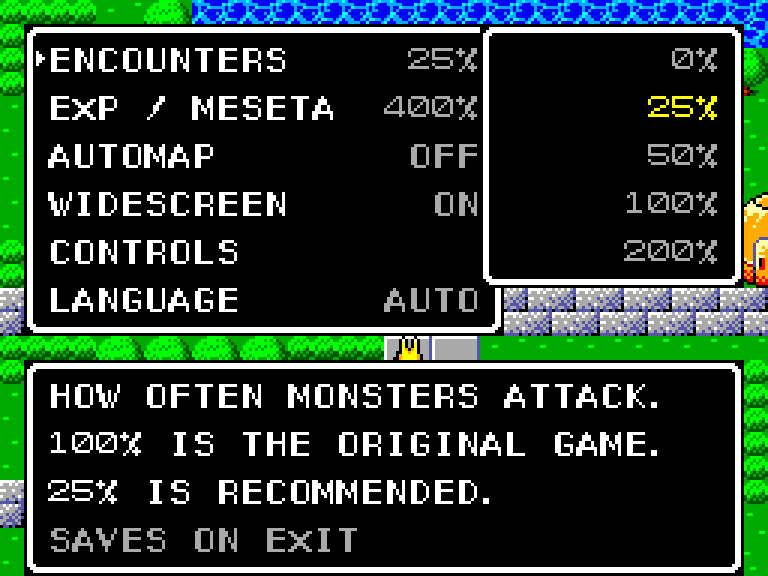 ENCOUNTERS 25%
EXP / MESETA 400%
AUTOMAP OFF
WIDESCREEN ON
CONTROLS
LANGUAGE AUTO
0%
25%
50%
100%
200%
HOW OFTEN MONSTERS ATTACK.
100% IS THE ORIGINAL GAME.
25% IS RECOMMENDED.
SAVES ON EXIT